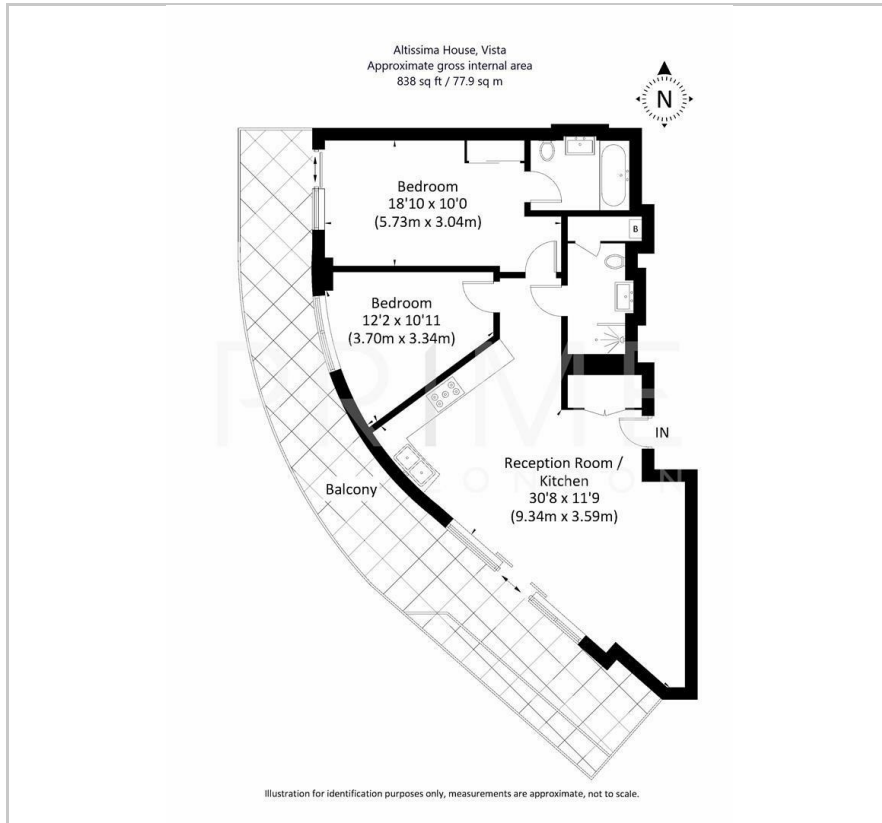 Altissima House, Vista
Approximate gross internal area
838 sq ft / 77.9 sq m
N
Bedroom
18'10 x 10'0
(5.73m x 3.04m)
B
Bedroom
12'2 x 10'11
(3.70m x 3.34m)
PRIME
LONDON
IN
Reception Room /
Kitchen
30'8 x 11'9
(9.34m x 3.59m)
Balcony
Illustration for identification purposes only, measurements are approximate, not to scale.